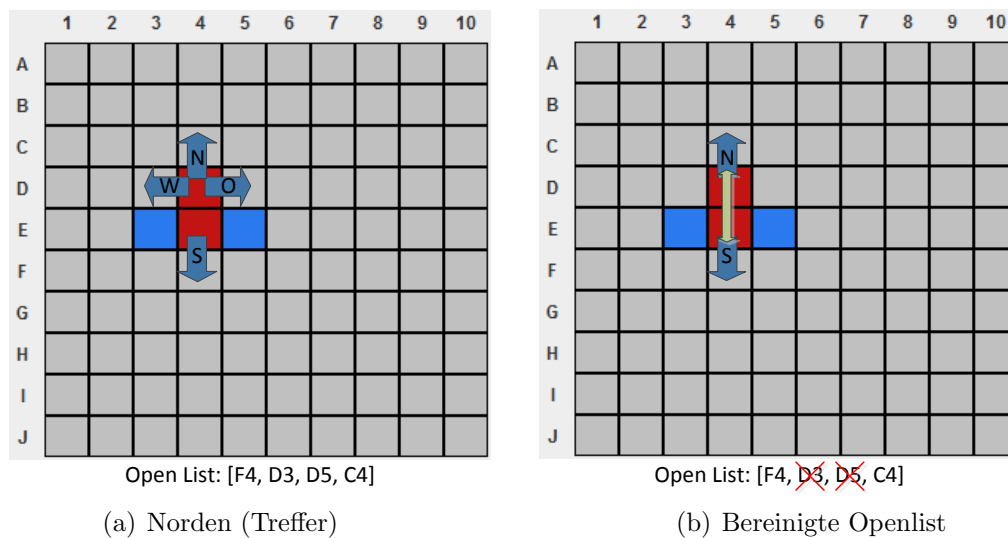 1 2 3 4 5 6 7 8 9 10
A
B
C
N
D
W O
E
S
F
G
H
I
J
Open List: [F4, D3, D5, C4]
(a) Norden (Treffer)
1 2 3 4 5 6 7 8 9 10
A
B
C
N
D
E
S
F
G
H
I
J
Open List: [F4, D3, D5, C4]
(b) Bereinigte Openlist